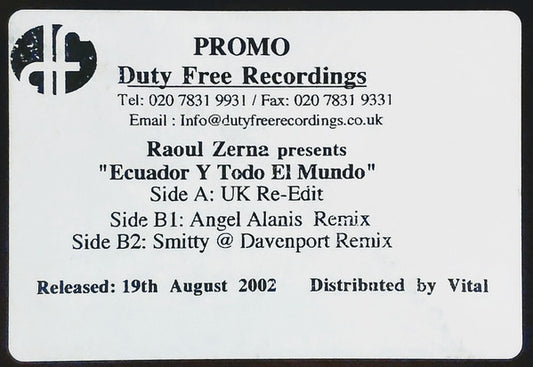 PROMO
Duty Free Recordings
Tel: 020 7831 9931 / Fax: 020 7831 9331
Email : Info@dutyfreerecordings.co.uk
Raoul Zerna presents
"Ecuador Y Todo El Mundo"
Side A: UK Re-Edit
Side B1: Angel Alanis Remix
Side B2: Smitty @ Davenport Remix
Released: 19th August 2002 Distributed by Vital